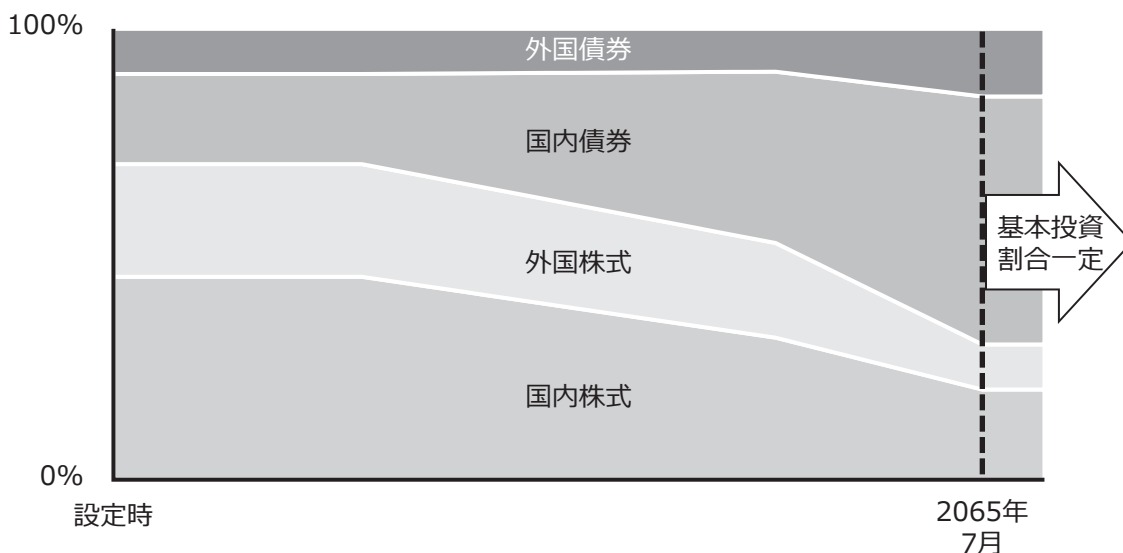 100%
外国債券
国内債券
基本投資
割合一定
外国株式
国内株式
0%
設定時
2065年
7月